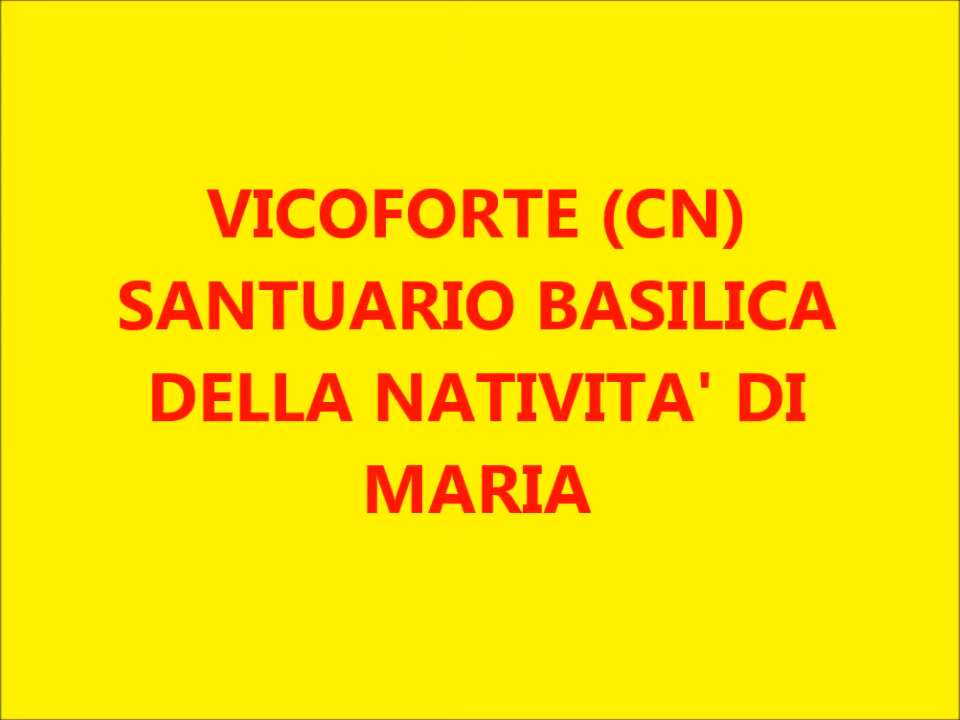 VICOFORTE (CN)
SANTUARIO BASILICA
DELLA NATIVITA' DI
MARIA